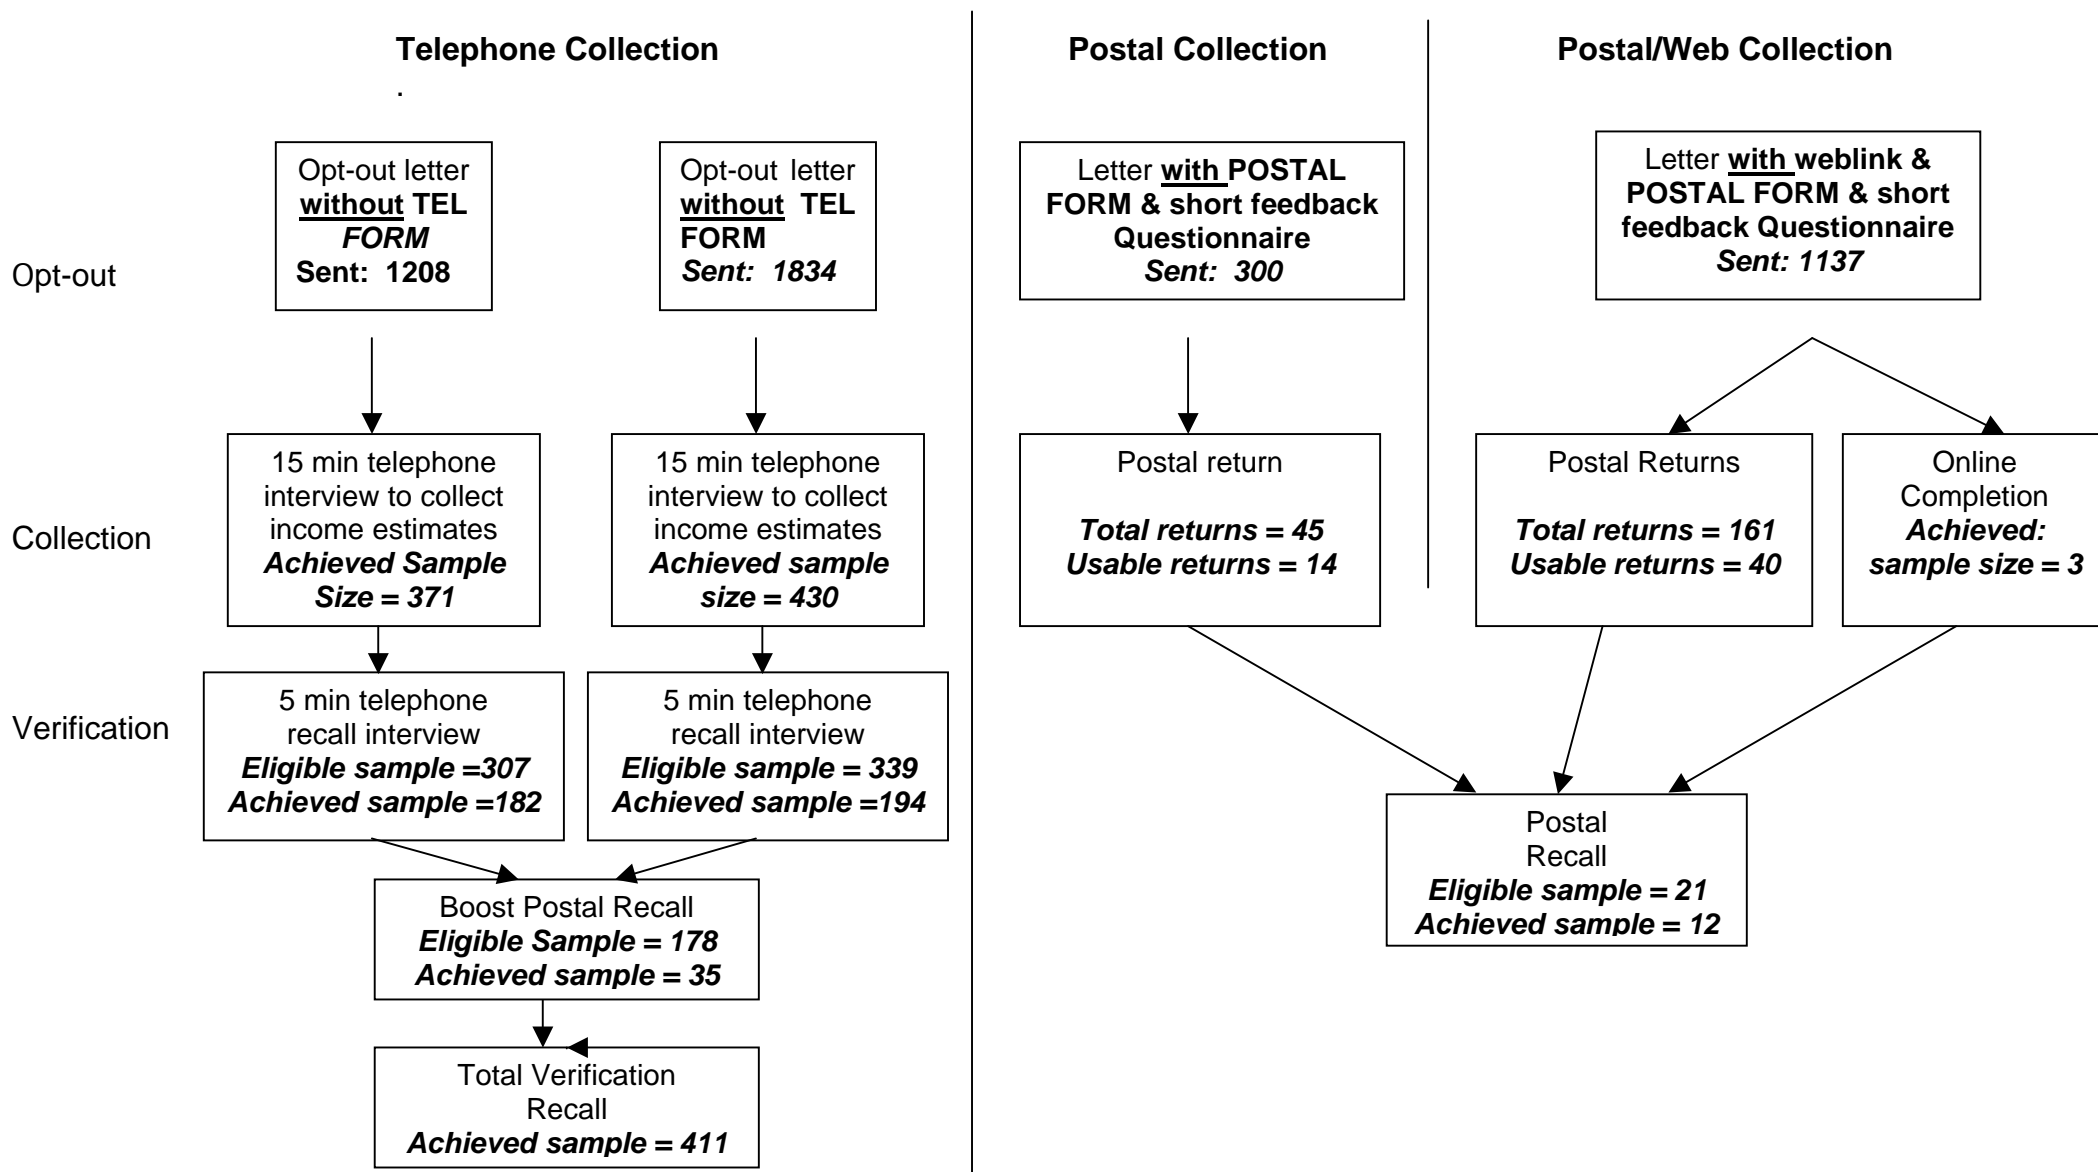 Telephone Collection
.
Postal Collection
Postal/Web Collection
Opt-out
Opt-out letter
without TEL
FORM
Sent: 1208
Opt-out letter
without TEL
FORM
Sent: 1834
Letter with POSTAL
FORM & short feedback
Questionnaire
Sent: 300
Letter with weblink &
POSTAL FORM & short
feedback Questionnaire
Sent: 1137
Collection
15 min telephone
interview to collect
income estimates
Achieved Sample
Size = 371
15 min telephone
interview to collect
income estimates
Achieved sample
size = 430
Postal return
Total returns = 45
Usable returns = 14
Postal Returns
Total returns = 161
Usable returns = 40
Online
Completion
Achieved:
sample size = 3
Verification
5 min telephone
recall interview
Eligible sample =307
Achieved sample =182
5 min telephone
recall interview
Eligible sample = 339
Achieved sample =194
Postal
Recall
Eligible sample = 21
Achieved sample = 12
Boost Postal Recall
Eligible Sample = 178
Achieved sample = 35
Total Verification
Recall
Achieved sample = 411